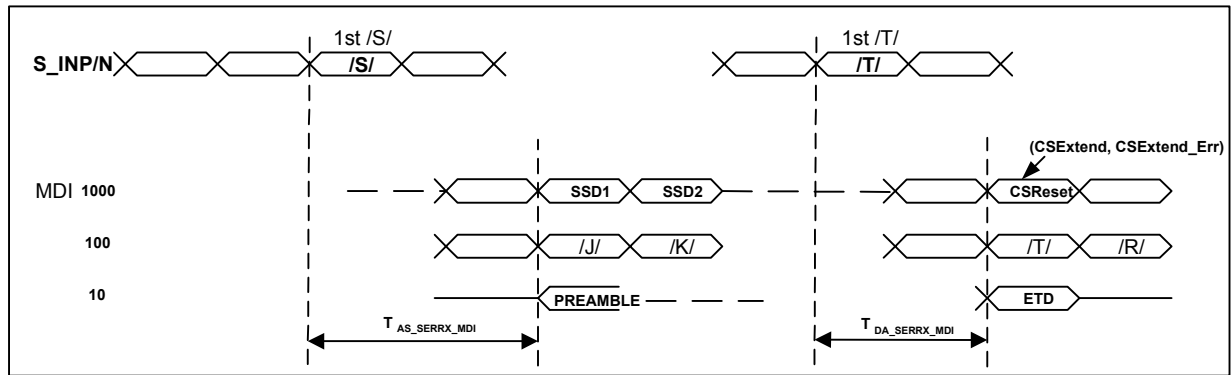 1st /S/ 1st /T/
S_INP/N /S/ /T/
(CSExtend, CSExtend_Err)
MDI 1000 SSD1 SSD2 CSReset
100 /J/ /K/ /T/ /R/
10 PREAMBLE ETD
T AS_SERRX_MDI T DA_SERRX_MDI